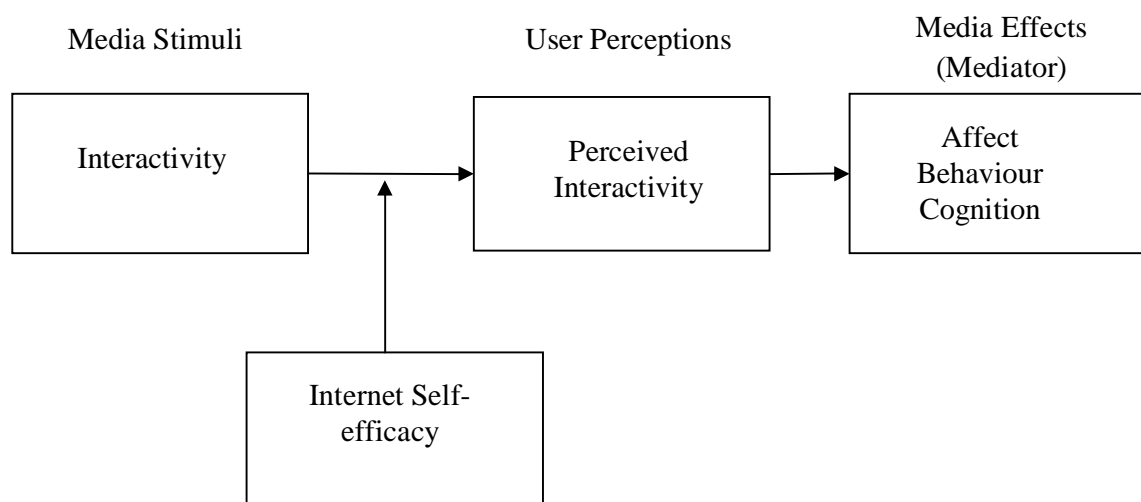 Media Stimuli
User Perceptions
Media Effects
(Mediator)
Interactivity
Perceived
Interactivity
Affect
Behaviour
Cognition
Internet Self-
efficacy